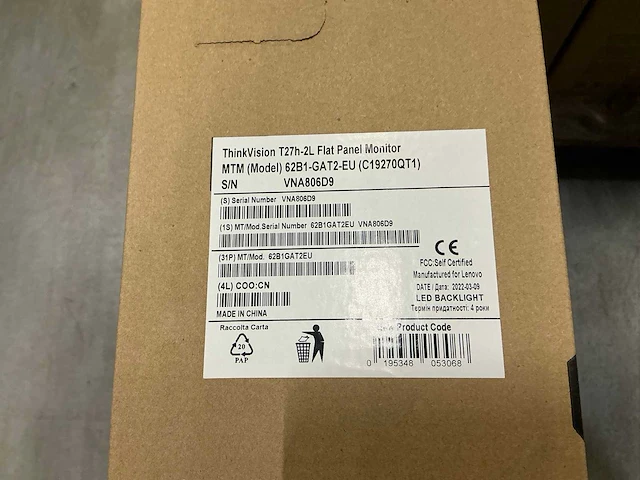 ThinkVision T27h-2L Flat Panel Monitor
MTM (Model) 62B1-GAT2-EU (C19270QT1)
S/N VNA806D9
(S) Serial Number VNA806D9
(1S) MT/Mod.Serial Number 62B1GAT2EU VNA806D9
(31P) MT/Mod. 62B1GAT2EU
(4L) COO:CN
MADE IN CHINA
CE
FCC:Self Certified
Manufactured for Lenovo
DATE / Дата: 2022-03-09
LED BACKLIGHT
Термін придатності: 4 роки
Raccolta Carta
20
PAP
Product Code
0 195348 053068